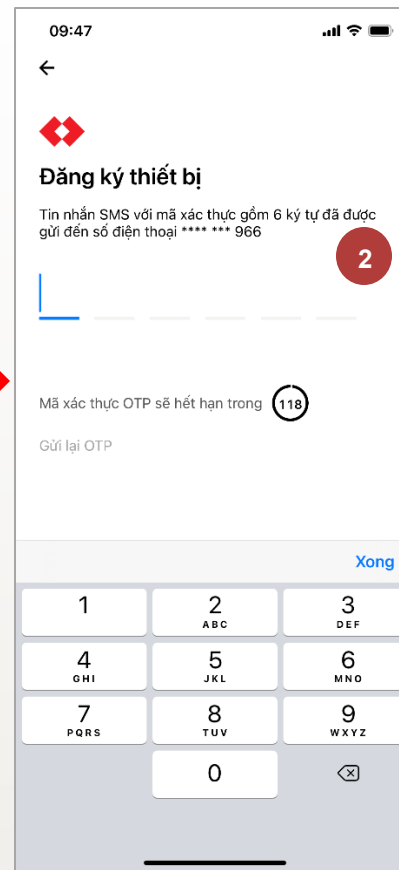 09:47
Đăng ký thiết bị
Tin nhắn SMS với mã xác thực gồm 6 ký tự đã được
gửi đến số điện thoại **** *** 966
2
Mã xác thực OTP sẽ hết hạn trong 118
Gửi lại OTP
Xong
1 2 3
ABC DEF
4 5 6
GHI JKL MNO
7 8 9
PQRS TUV WXYZ
0